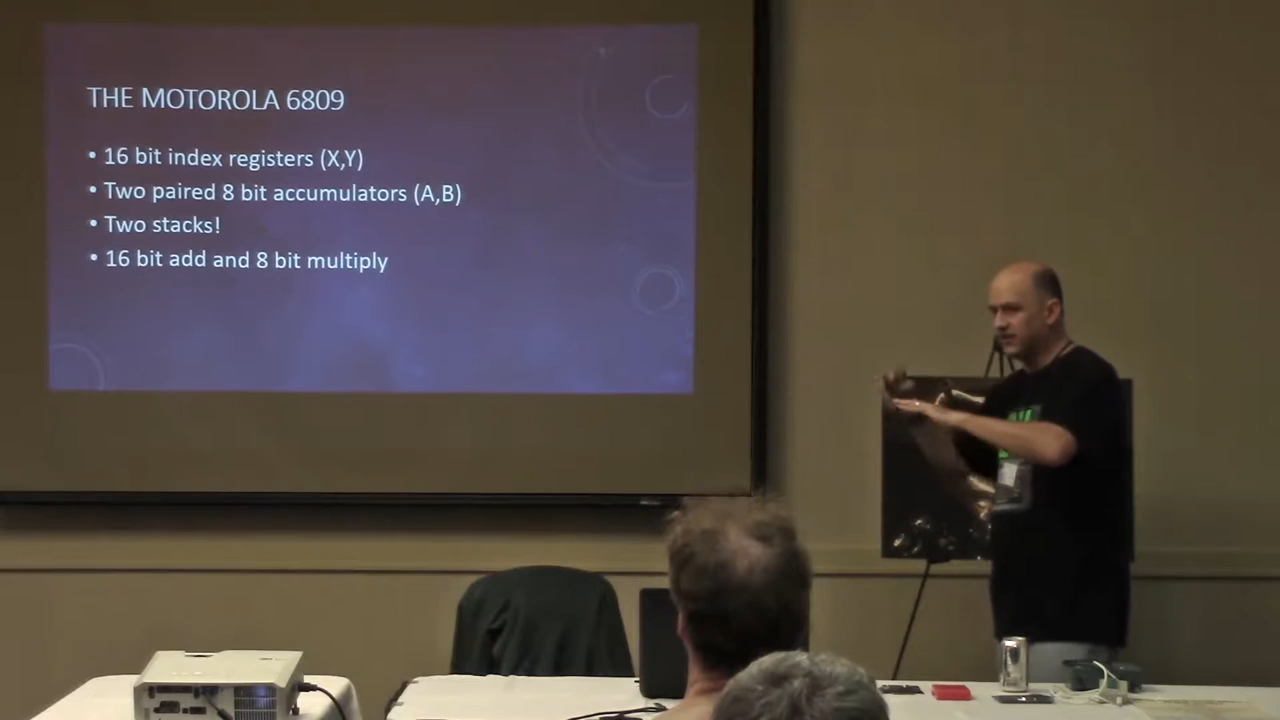 THE MOTOROLA 6809
• 16 bit index registers (X,Y)
• Two paired 8 bit accumulators (A,B)
• Two stacks!
• 16 bit add and 8 bit multiply